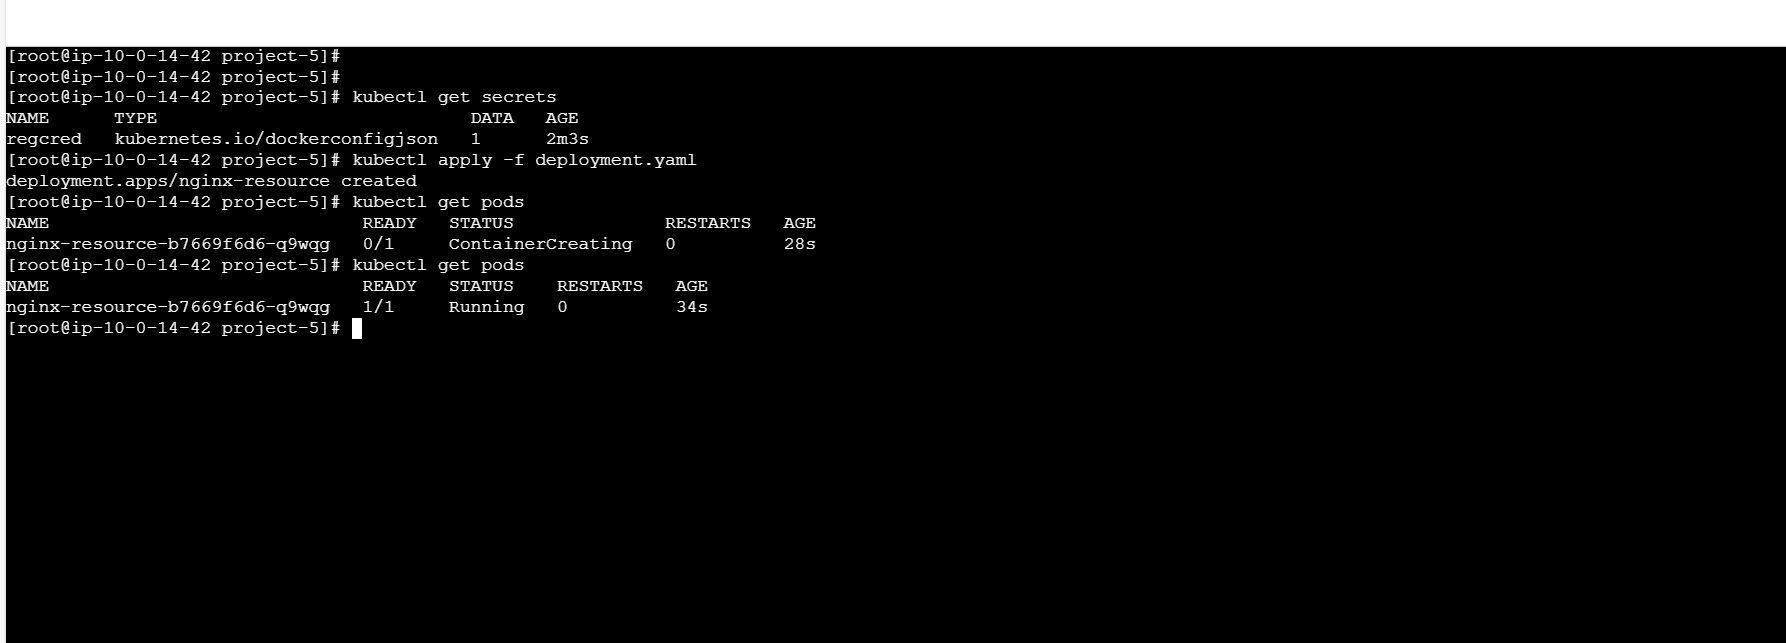 [root@ip-10-0-14-42 project-5]#
[root@ip-10-0-14-42 project-5]#
[root@ip-10-0-14-42 project-5]# kubectl get secrets
NAME      TYPE                             DATA   AGE
regcred   kubernetes.io/dockerconfigjson   1      2m3s
[root@ip-10-0-14-42 project-5]# kubectl apply -f deployment.yaml
deployment.apps/nginx-resource created
[root@ip-10-0-14-42 project-5]# kubectl get pods
NAME                             READY   STATUS              RESTARTS   AGE
nginx-resource-b7669f6d6-q9wqg   0/1     ContainerCreating   0          28s
[root@ip-10-0-14-42 project-5]# kubectl get pods
NAME                             READY   STATUS    RESTARTS   AGE
nginx-resource-b7669f6d6-q9wqg   1/1     Running   0          34s
[root@ip-10-0-14-42 project-5]#